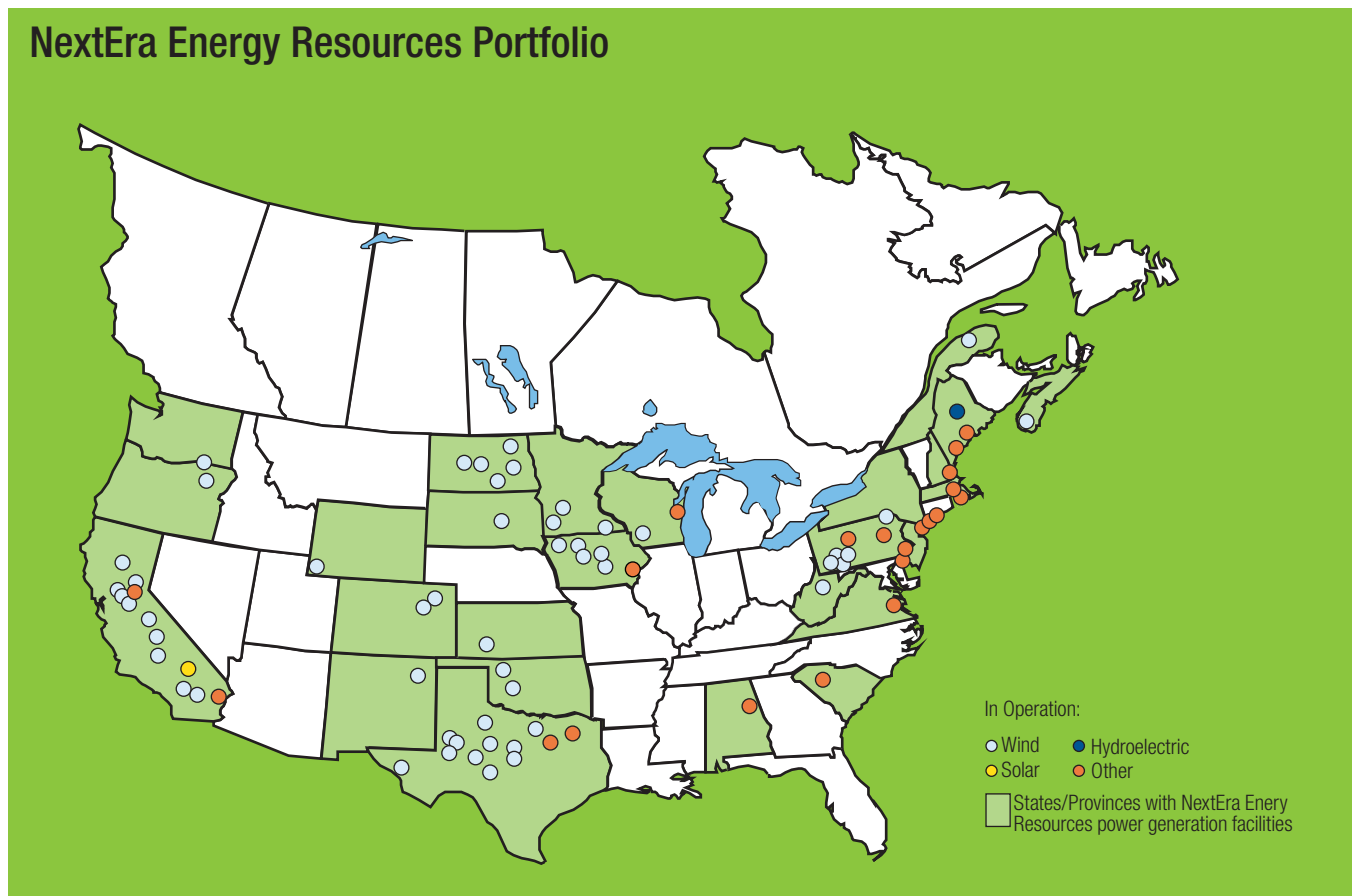 NextEra Energy Resources Portfolio
In Operation:
Wind
Hydroelectric
Solar
Other
States/Provinces with NextEra Enery
Resources power generation facilities